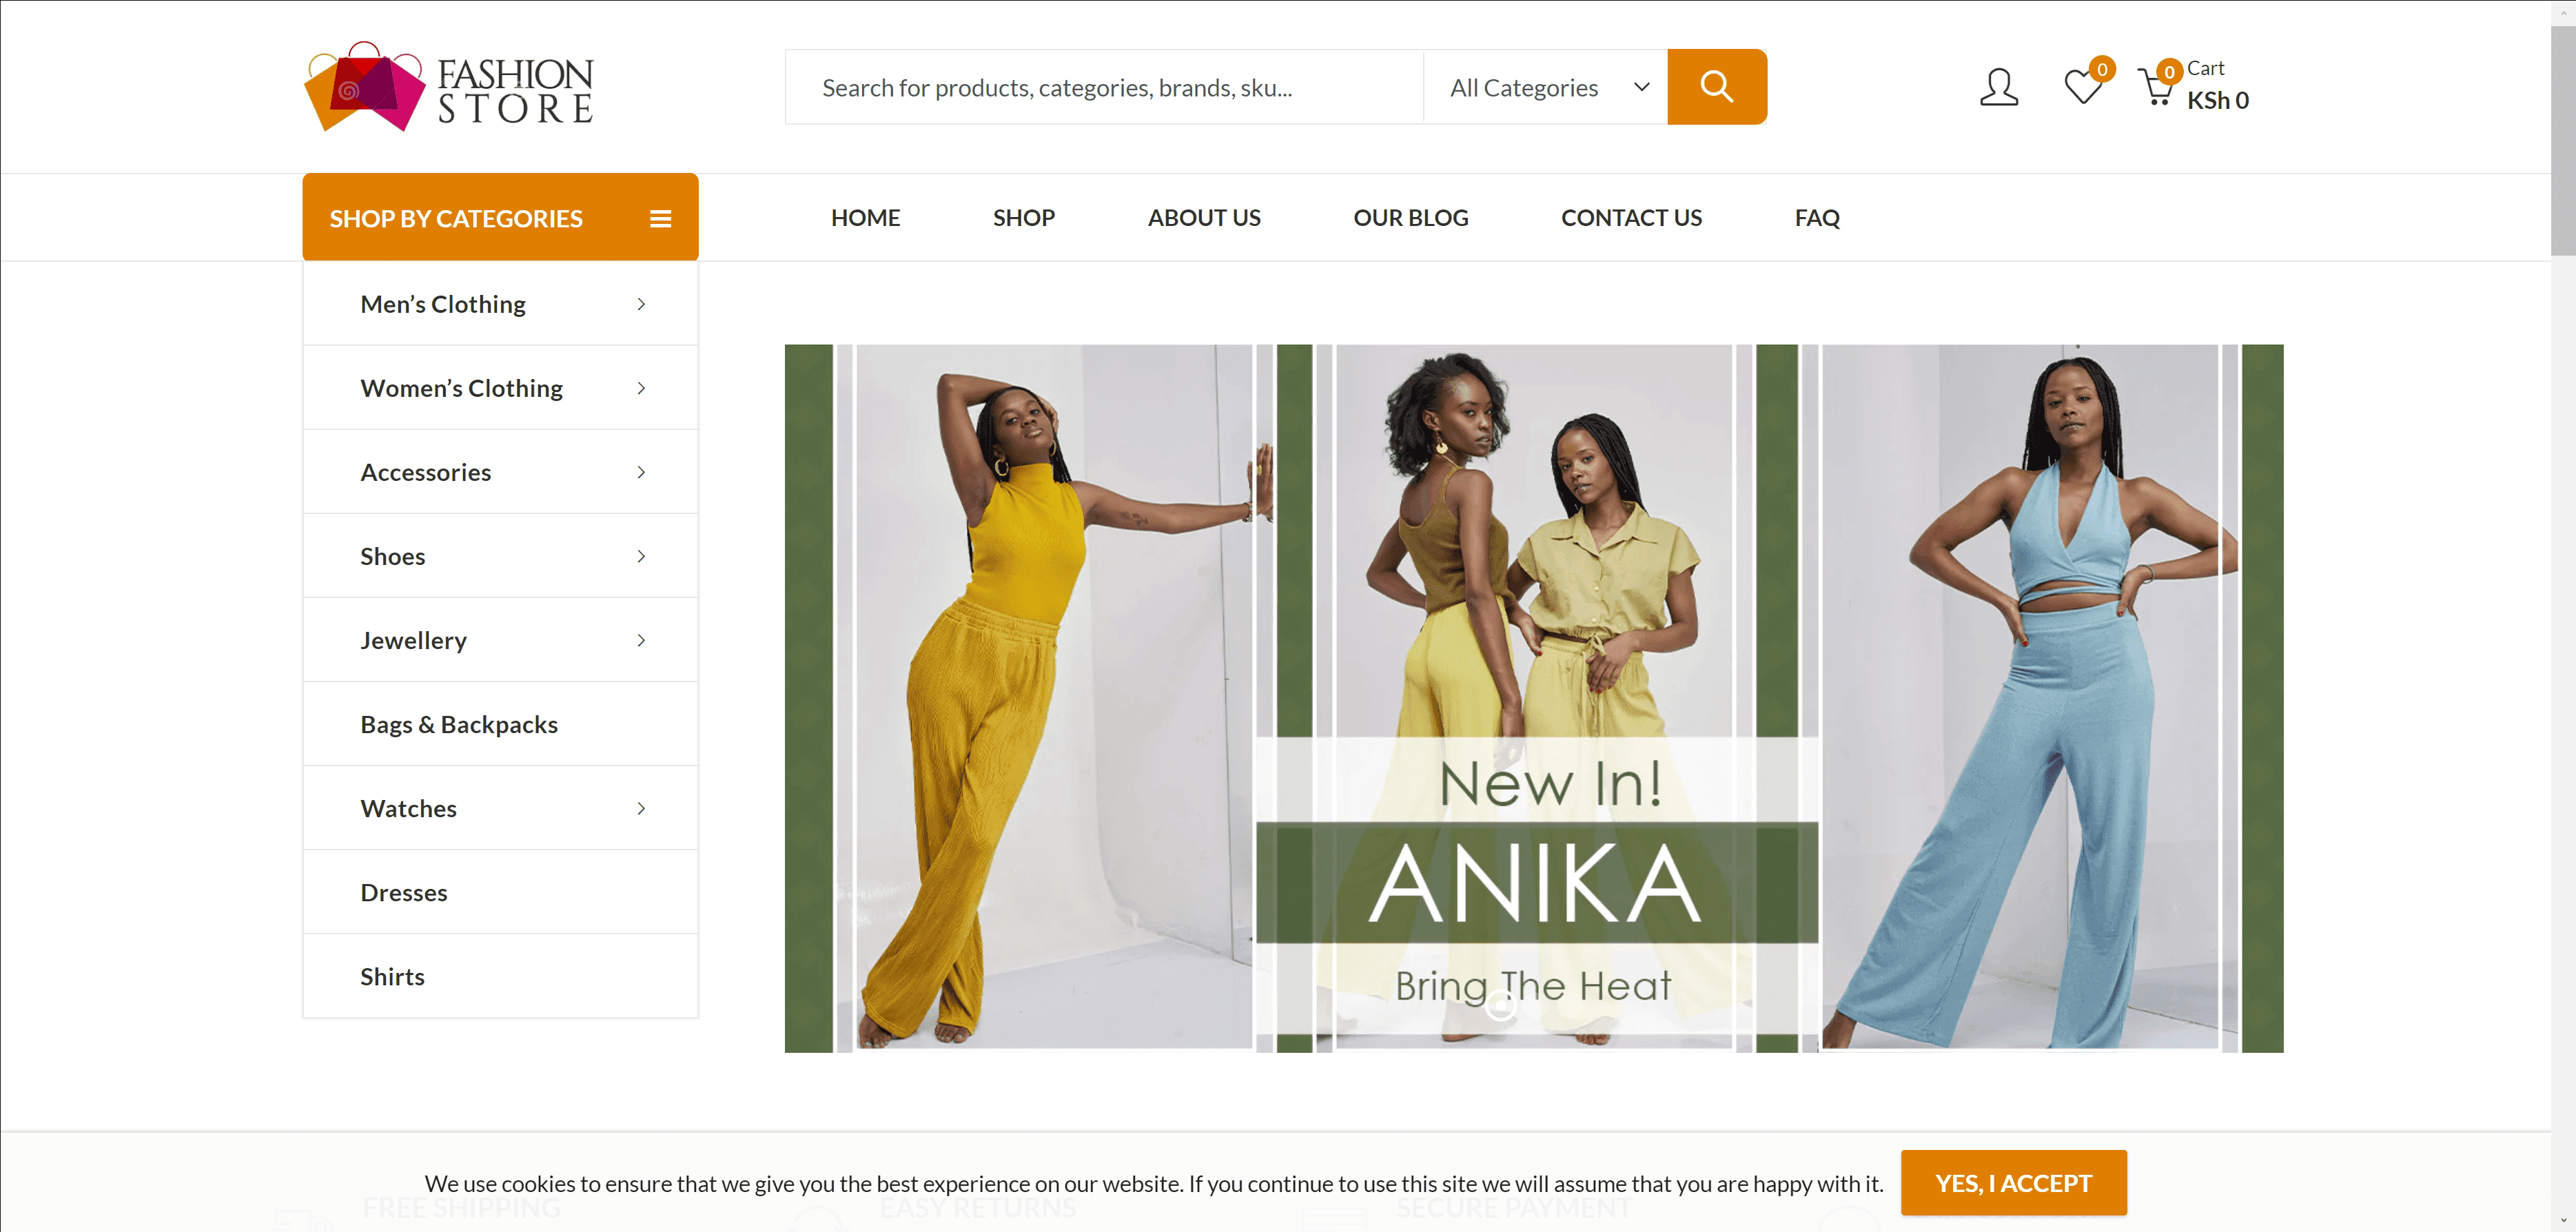 FASHION
STORE
Search for products, categories, brands, sku...
All Categories
0
0
Cart
KSh 0
SHOP BY CATEGORIES
HOME
SHOP
ABOUT US
OUR BLOG
CONTACT US
FAQ
Men’s Clothing
Women’s Clothing
Accessories
Shoes
Jewellery
Bags & Backpacks
Watches
Dresses
Shirts
New In!
ANIKA
Bring The Heat
We use cookies to ensure that we give you the best experience on our website. If you continue to use this site we will assume that you are happy with it.
YES, I ACCEPT
FREE SHIPPING
EASY RETURNS
SECURE PAYMENT